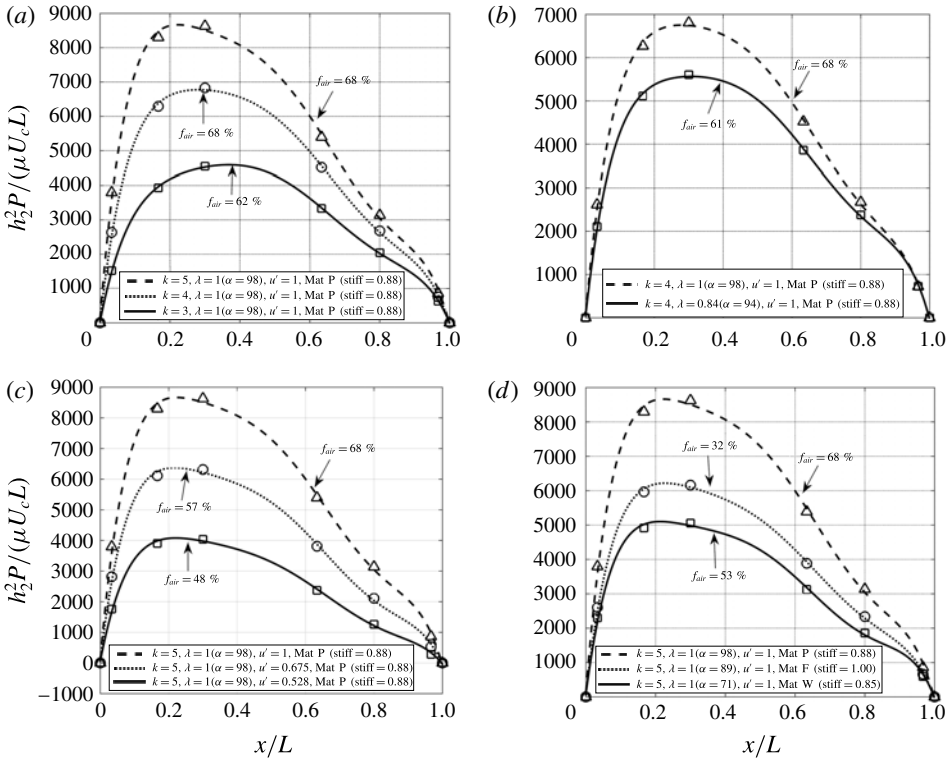 (a)
h₂²P/(μU_cL)
9000
8000
7000
6000
5000
4000
3000
2000
1000
0
0.2
0.4
0.6
0.8
1.0
f_air = 68 %
f_air = 68 %
f_air = 62 %
k = 5, λ = 1(α = 98), u′ = 1, Mat P (stiff = 0.88)
k = 4, λ = 1(α = 98), u′ = 1, Mat P (stiff = 0.88)
k = 3, λ = 1(α = 98), u′ = 1, Mat P (stiff = 0.88)
(b)
7000
6000
5000
4000
3000
2000
1000
0
0.2
0.4
0.6
0.8
1.0
f_air = 68 %
f_air = 61 %
k = 4, λ = 1(α = 98), u′ = 1, Mat P (stiff = 0.88)
k = 4, λ = 0.84(α = 94), u′ = 1, Mat P (stiff = 0.88)
(c)
h₂²P/(μU_cL)
9000
8000
7000
6000
5000
4000
3000
2000
1000
0
−1000
0
0.2
0.4
0.6
0.8
1.0
x/L
f_air = 68 %
f_air = 57 %
f_air = 48 %
k = 5, λ = 1(α = 98), u′ = 1, Mat P (stiff = 0.88)
k = 5, λ = 1(α = 98), u′ = 0.675, Mat P (stiff = 0.88)
k = 5, λ = 1(α = 98), u′ = 0.528, Mat P (stiff = 0.88)
(d)
9000
8000
7000
6000
5000
4000
3000
2000
1000
0
0.2
0.4
0.6
0.8
1.0
x/L
f_air = 32 %
f_air = 68 %
f_air = 53 %
k = 5, λ = 1(α = 98), u′ = 1, Mat P (stiff = 0.88)
k = 5, λ = 1(α = 89), u′ = 1, Mat F (stiff = 1.00)
k = 5, λ = 1(α = 71), u′ = 1, Mat W (stiff = 0.85)